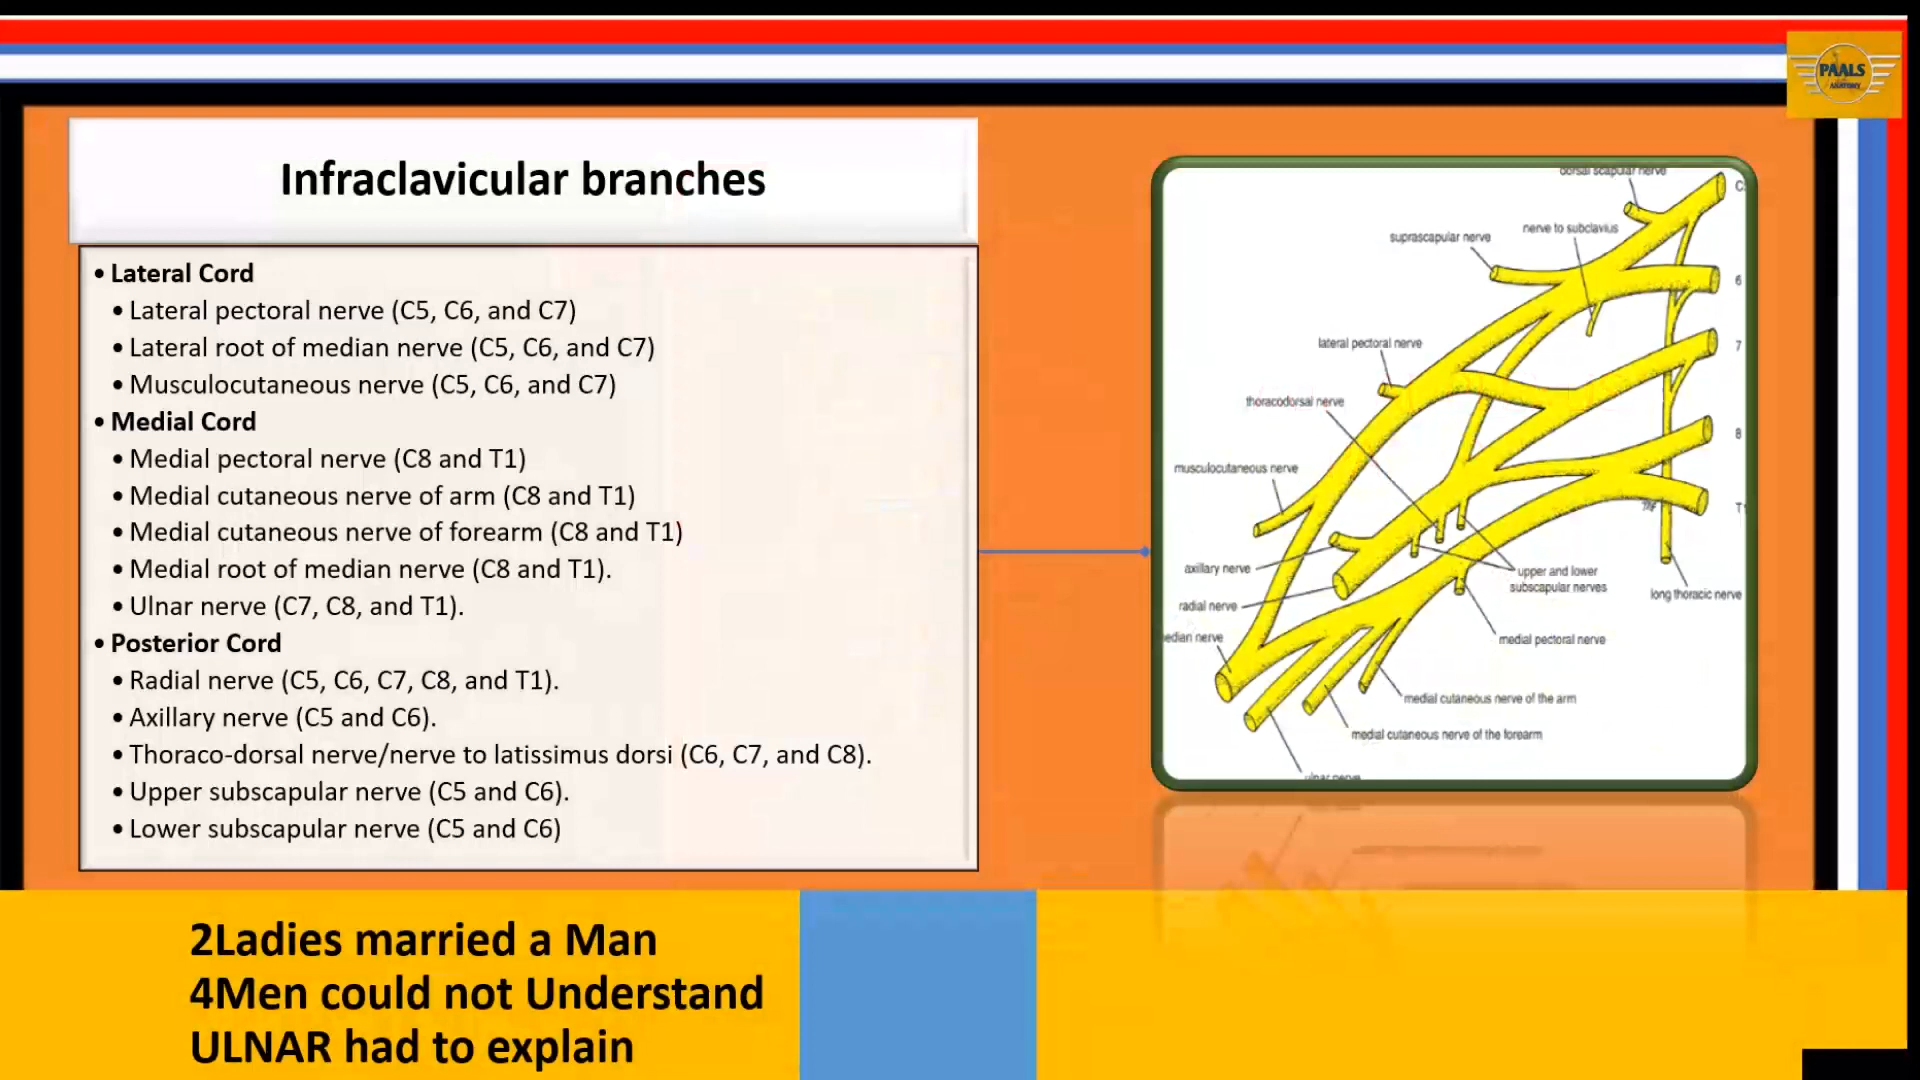 PAALS
ANATOMY
Infraclavicular branches
• Lateral Cord
• Lateral pectoral nerve (C5, C6, and C7)
• Lateral root of median nerve (C5, C6, and C7)
• Musculocutaneous nerve (C5, C6, and C7)
• Medial Cord
• Medial pectoral nerve (C8 and T1)
• Medial cutaneous nerve of arm (C8 and T1)
• Medial cutaneous nerve of forearm (C8 and T1)
• Medial root of median nerve (C8 and T1).
• Ulnar nerve (C7, C8, and T1).
• Posterior Cord
• Radial nerve (C5, C6, C7, C8, and T1).
• Axillary nerve (C5 and C6).
• Thoraco-dorsal nerve/nerve to latissimus dorsi (C6, C7, and C8).
• Upper subscapular nerve (C5 and C6).
• Lower subscapular nerve (C5 and C6)
dorsal scapular nerve
C
nerve to subclavius
suprascapular nerve
6
lateral pectoral nerve
7
thoracodorsal nerve
8
musculocutaneous nerve
T
axillary nerve
upper and lower
subscapular nerves
long thoracic nerve
radial nerve
edian nerve
medial pectoral nerve
medial cutaneous nerve of the arm
medial cutaneous nerve of the forearm
ulnar nerve
2Ladies married a Man
4Men could not Understand
ULNAR had to explain